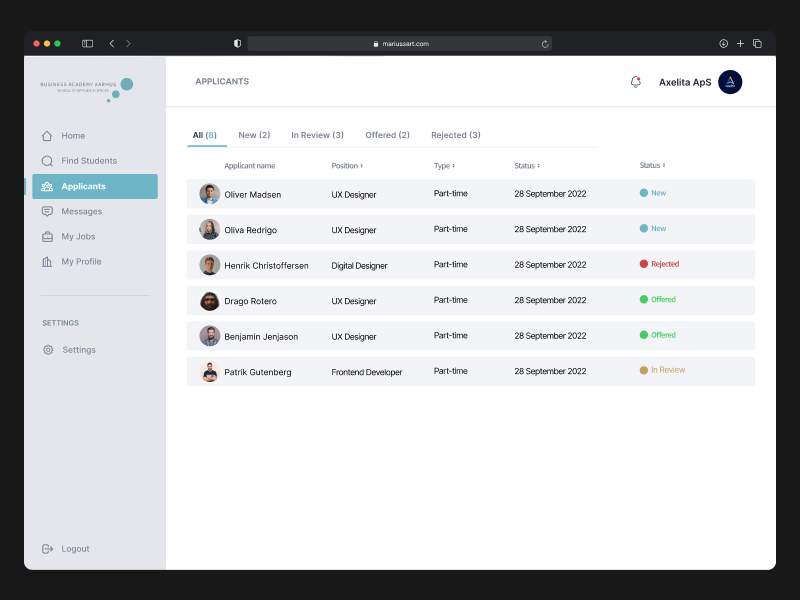 mariussart.com
BUSINESS ACADEMY AARHUS
SCHOOL OF APPLIED SCIENCES
APPLICANTS
Axelita ApS
Home
Find Students
Applicants
Messages
My Jobs
My Profile
SETTINGS
Settings
Logout
All (8) New (2) In Review (3) Offered (2) Rejected (3)
Applicant name Position Type Status Status
Oliver Madsen UX Designer Part-time 28 September 2022 New
Oliva Redrigo UX Designer Part-time 28 September 2022 New
Henrik Christoffersen Digital Designer Part-time 28 September 2022 Rejected
Drago Rotero UX Designer Part-time 28 September 2022 Offered
Benjamin Jenjason UX Designer Part-time 28 September 2022 Offered
Patrik Gutenberg Frontend Developer Part-time 28 September 2022 In Review